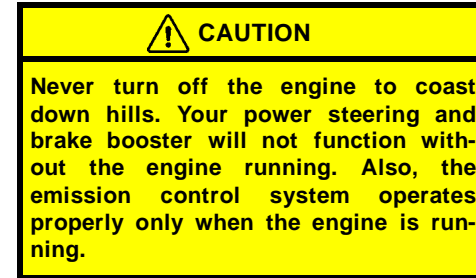 CAUTION
Never turn off the engine to coast
down hills. Your power steering and
brake booster will not function with-
out the engine running. Also, the
emission control system operates
properly only when the engine is run-
ning.